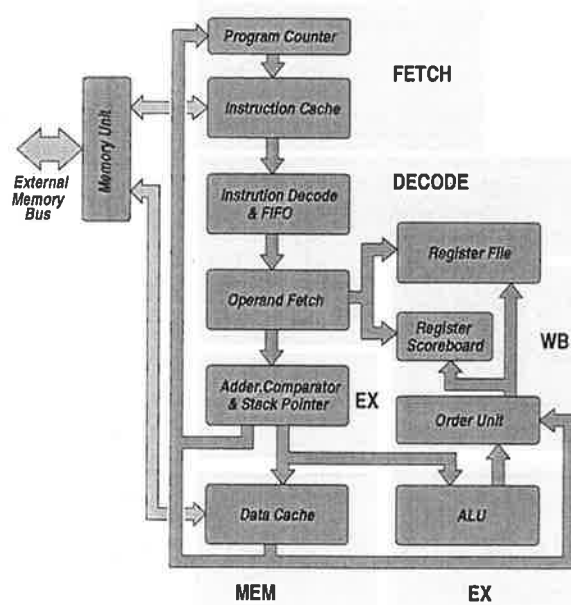 Program Counter
FETCH
Instruction Cache
Memory Unit
External
Memory
Bus
DECODE
Instrution Decode
& FIFO
Register File
Operand Fetch
Register
Scoreboard
WB
Adder,Comparator
& Stack Pointer
EX
Order Unit
Data Cache
ALU
MEM
EX